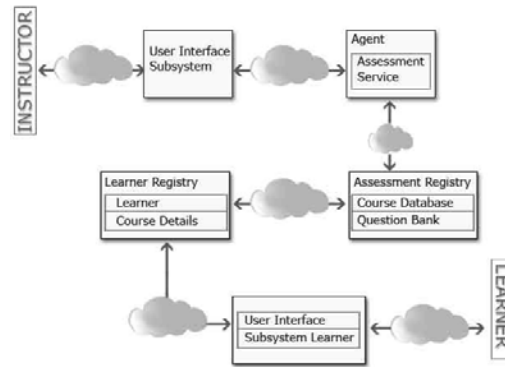 INSTRUCTOR
User Interface
Subsystem
Agent
Assessment
Service
Learner Registry
Learner
Course Details
Assessment Registry
Course Database
Question Bank
User Interface
Subsystem Learner
LEARNER